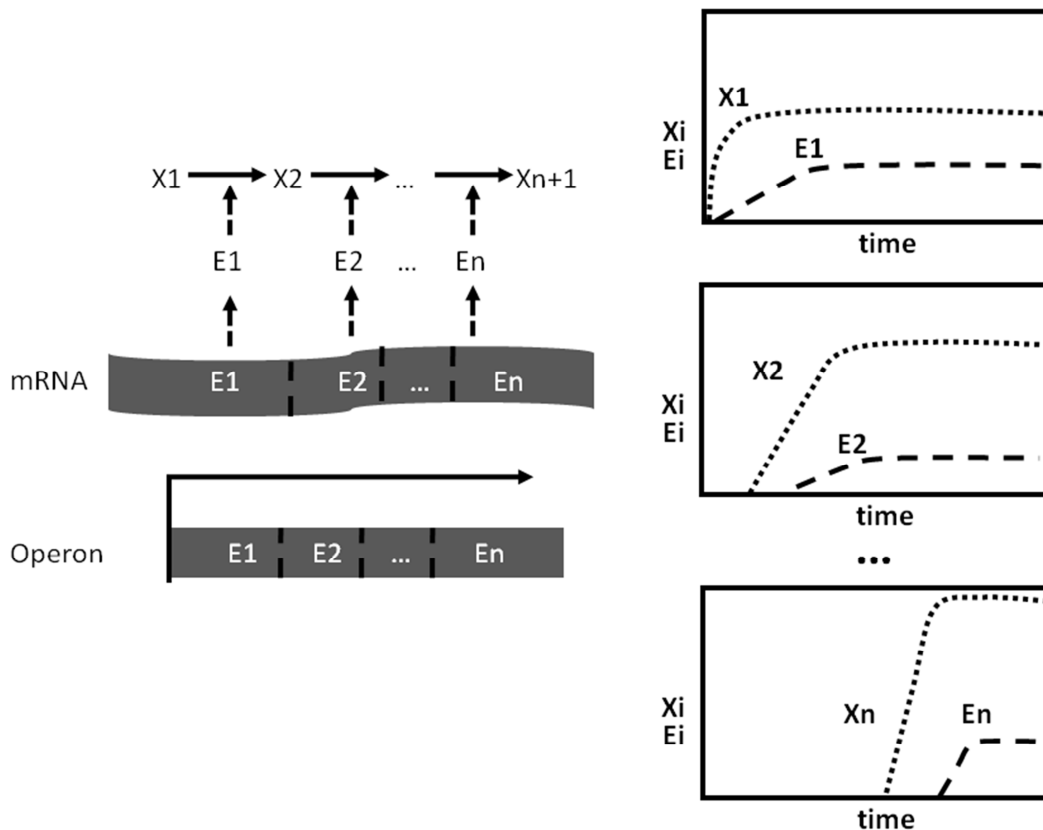 X1 X2 ... Xn+1
E1 E2 ... En
mRNA E1 E2 ... En
Operon E1 E2 ... En
X1
Xi
Ei
E1
time
X2
Xi
Ei
E2
time
...
Xn
En
Xi
Ei
time